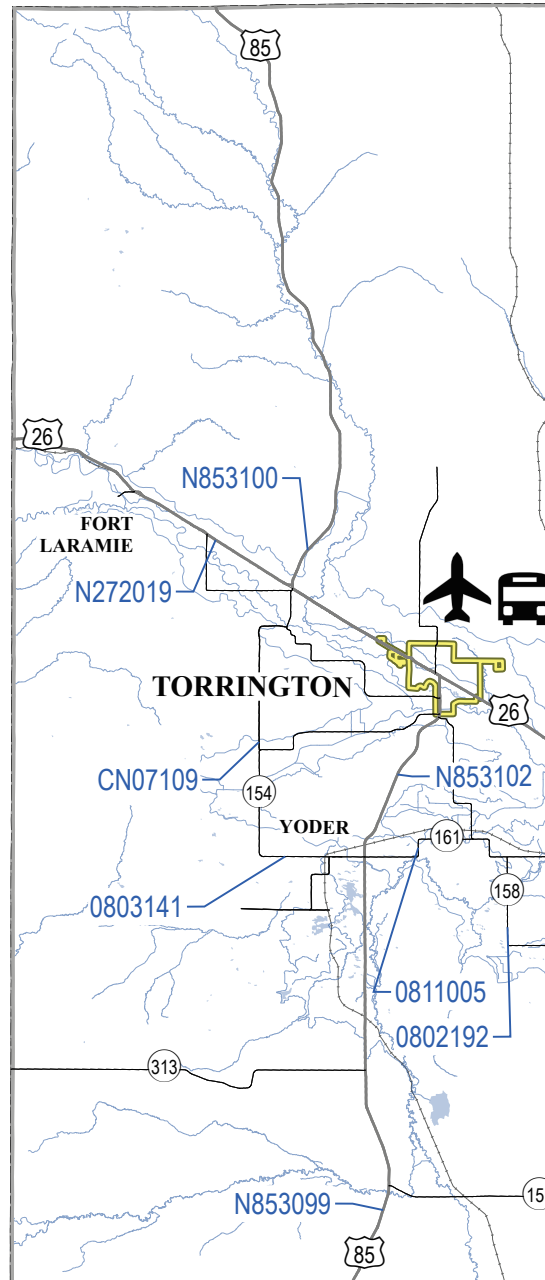 85
26
N853100
FORT
LARAMIE
N272019
TORRINGTON
26
CN07109
N853102
154
YODER
161
0803141
158
0811005
0802192
313
15
N853099
85